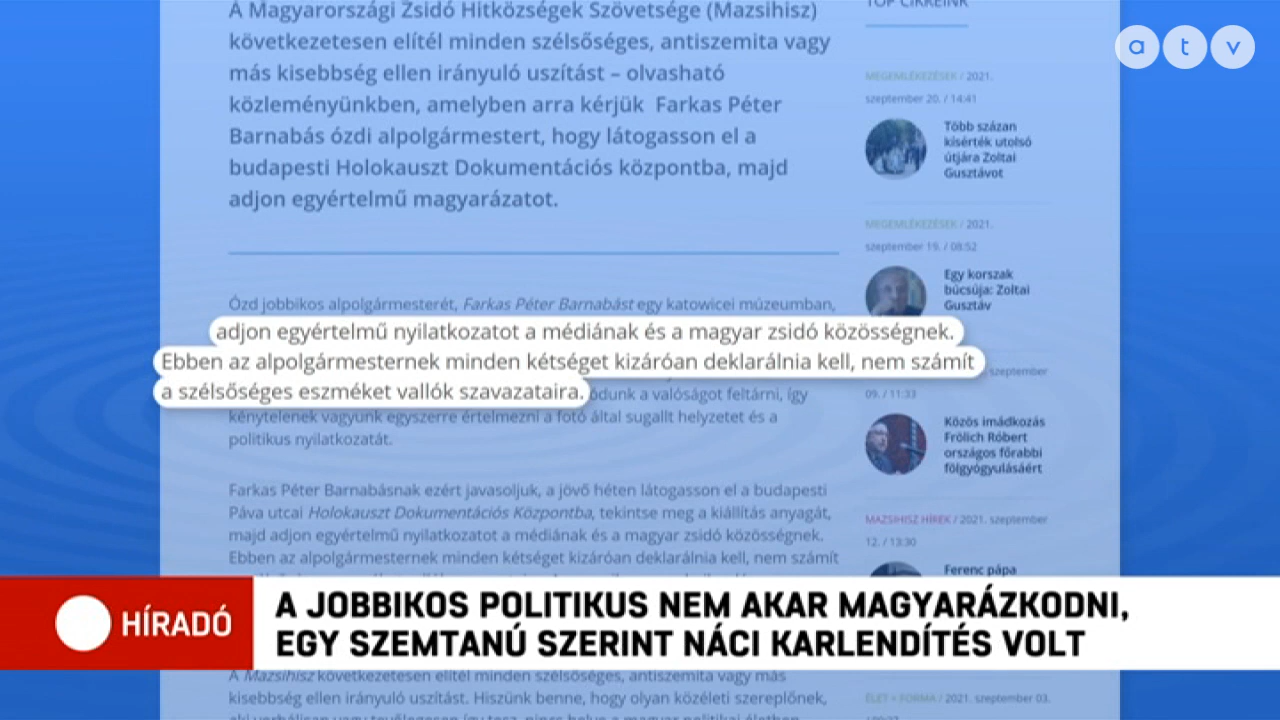 A Magyarországi Zsidó Hitközségek Szövetsége (Mazsihisz)
következetesen elítél minden szélsőséges, antiszemita vagy
más kisebbség ellen irányuló uszítást – olvasható
közleményünkben, amelyben arra kérjük Farkas Péter
Barnabás ózdi alpolgármestert, hogy látogasson el a
budapesti Holokauszt Dokumentációs központba, majd
adjon egyértelmű magyarázatot.
Ózd jobbikos alpolgármesterét, Farkas Péter Barnabást egy katowicei múzeumban,
adjon egyértelmű nyilatkozatot a médiának és a magyar zsidó közösségnek.
Ebben az alpolgármesternek minden kétséget kizáróan deklarálnia kell, nem számít
a szélsőséges eszméket vallók szavazataira.
a valóságot feltárni, így
kénytelenek vagyunk egyszerre értelmezni a fotó által sugallt helyzetet és a
politikus nyilatkozatát.
Farkas Péter Barnabásnak ezért javasoljuk, a jövő héten látogasson el a budapesti
Páva utcai Holokauszt Dokumentációs Központba, tekintse meg a kiállítás anyagát,
majd adjon egyértelmű nyilatkozatot a médiának és a magyar zsidó közösségnek.
Ebben az alpolgármesternek minden kétséget kizáróan deklarálnia kell, nem számít
A Mazsihisz következetesen elítél minden szélsőséges, antiszemita vagy más
kisebbség ellen irányuló uszítást. Hiszünk benne, hogy olyan közéleti szereplőnek,
TOP CIKKEINK
MEGEMLÉKEZÉSEK / 2021.
szeptember 20. / 14:41
Több százan
kísérték utolsó
útjára Zoltai
Gusztávot
MEGEMLÉKEZÉSEK / 2021.
szeptember 19. / 08:52
Egy korszak
búcsúja: Zoltai
Gusztáv
szeptember
09. / 11:33
Közös imádkozás
Frölich Róbert
országos főrabbi
fölgyógyulásáért
MAZSIHISZ HÍREK / 2021. szeptember
12. / 13:30
Ferenc pápa
ÉLET + FORMA / 2021. szeptember 03.
atv
HÍRADÓ
A JOBBIKOS POLITIKUS NEM AKAR MAGYARÁZKODNI,
EGY SZEMTANÚ SZERINT NÁCI KARLENDÍTÉS VOLT